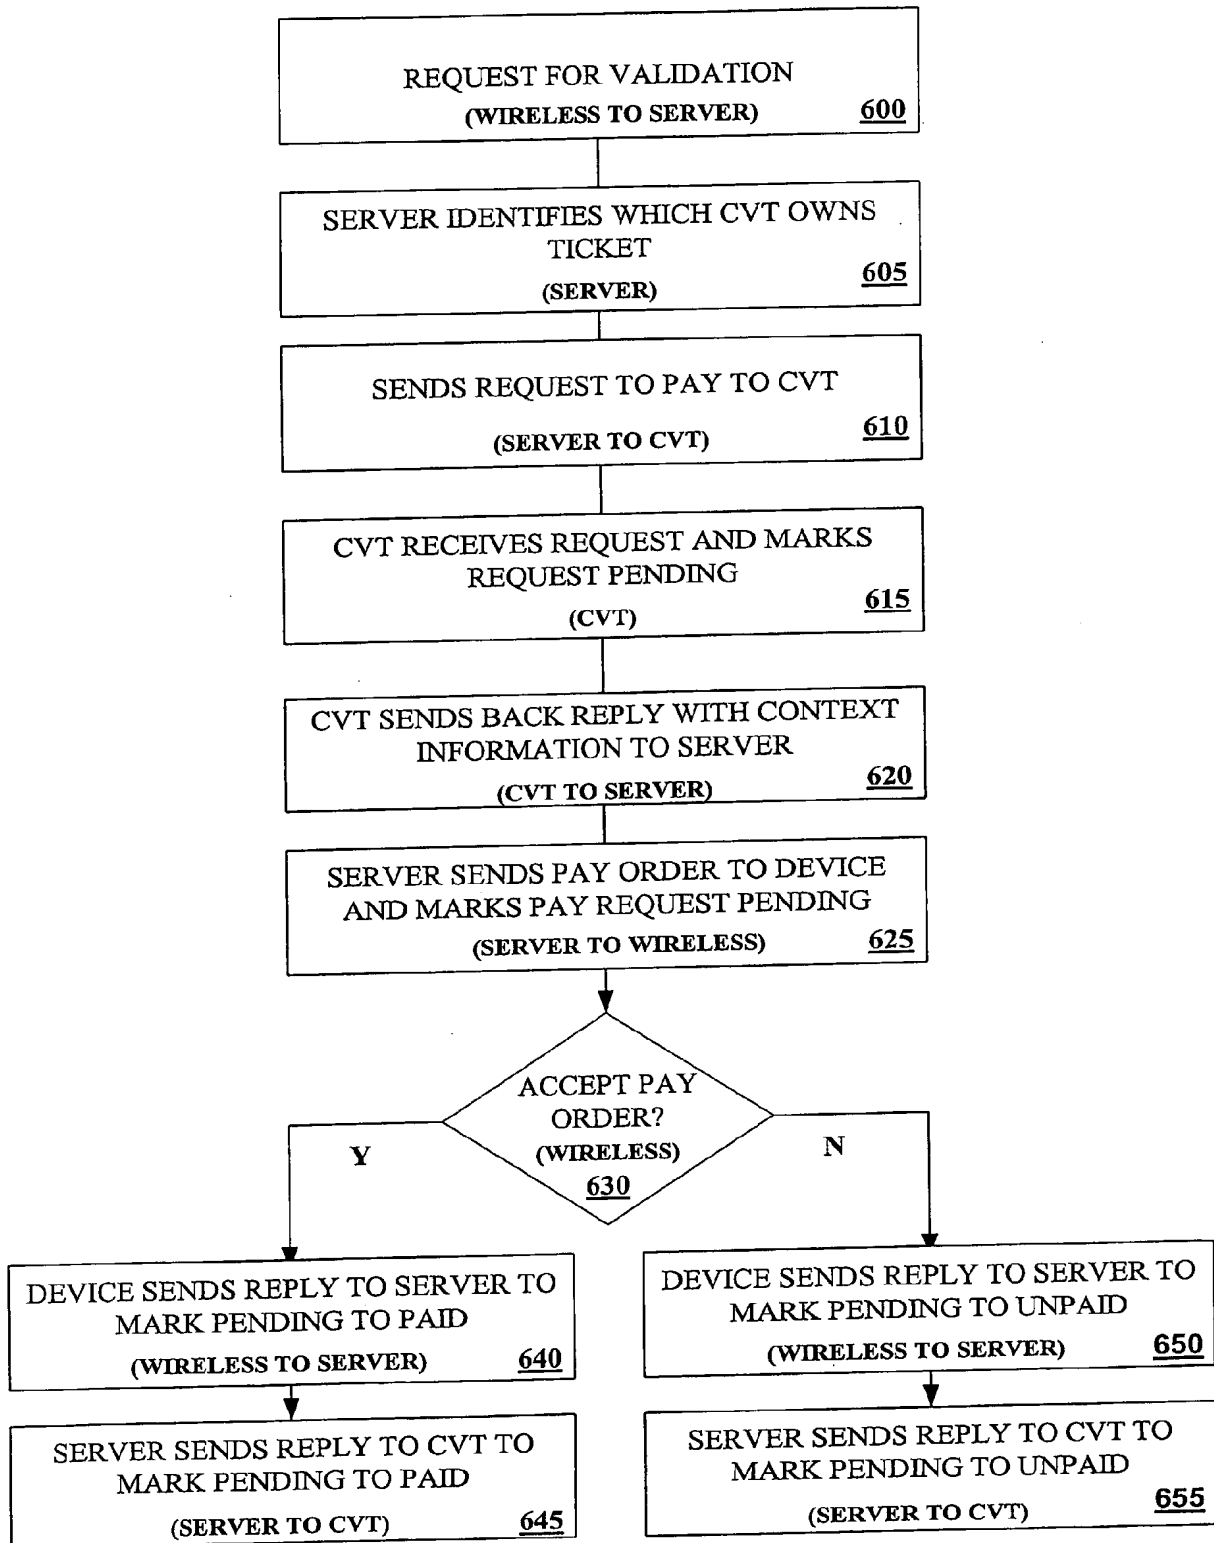 REQUEST FOR VALIDATION
(WIRELESS TO SERVER)
600
SERVER IDENTIFIES WHICH CVT OWNS
TICKET
(SERVER)
605
SENDS REQUEST TO PAY TO CVT
(SERVER TO CVT)
610
CVT RECEIVES REQUEST AND MARKS
REQUEST PENDING
(CVT)
615
CVT SENDS BACK REPLY WITH CONTEXT
INFORMATION TO SERVER
(CVT TO SERVER)
620
SERVER SENDS PAY ORDER TO DEVICE
AND MARKS PAY REQUEST PENDING
(SERVER TO WIRELESS)
625
ACCEPT PAY
ORDER?
(WIRELESS)
630
Y
N
DEVICE SENDS REPLY TO SERVER TO
MARK PENDING TO PAID
(WIRELESS TO SERVER)
640
DEVICE SENDS REPLY TO SERVER TO
MARK PENDING TO UNPAID
(WIRELESS TO SERVER)
650
SERVER SENDS REPLY TO CVT TO
MARK PENDING TO PAID
(SERVER TO CVT)
645
SERVER SENDS REPLY TO CVT TO
MARK PENDING TO UNPAID
(SERVER TO CVT)
655